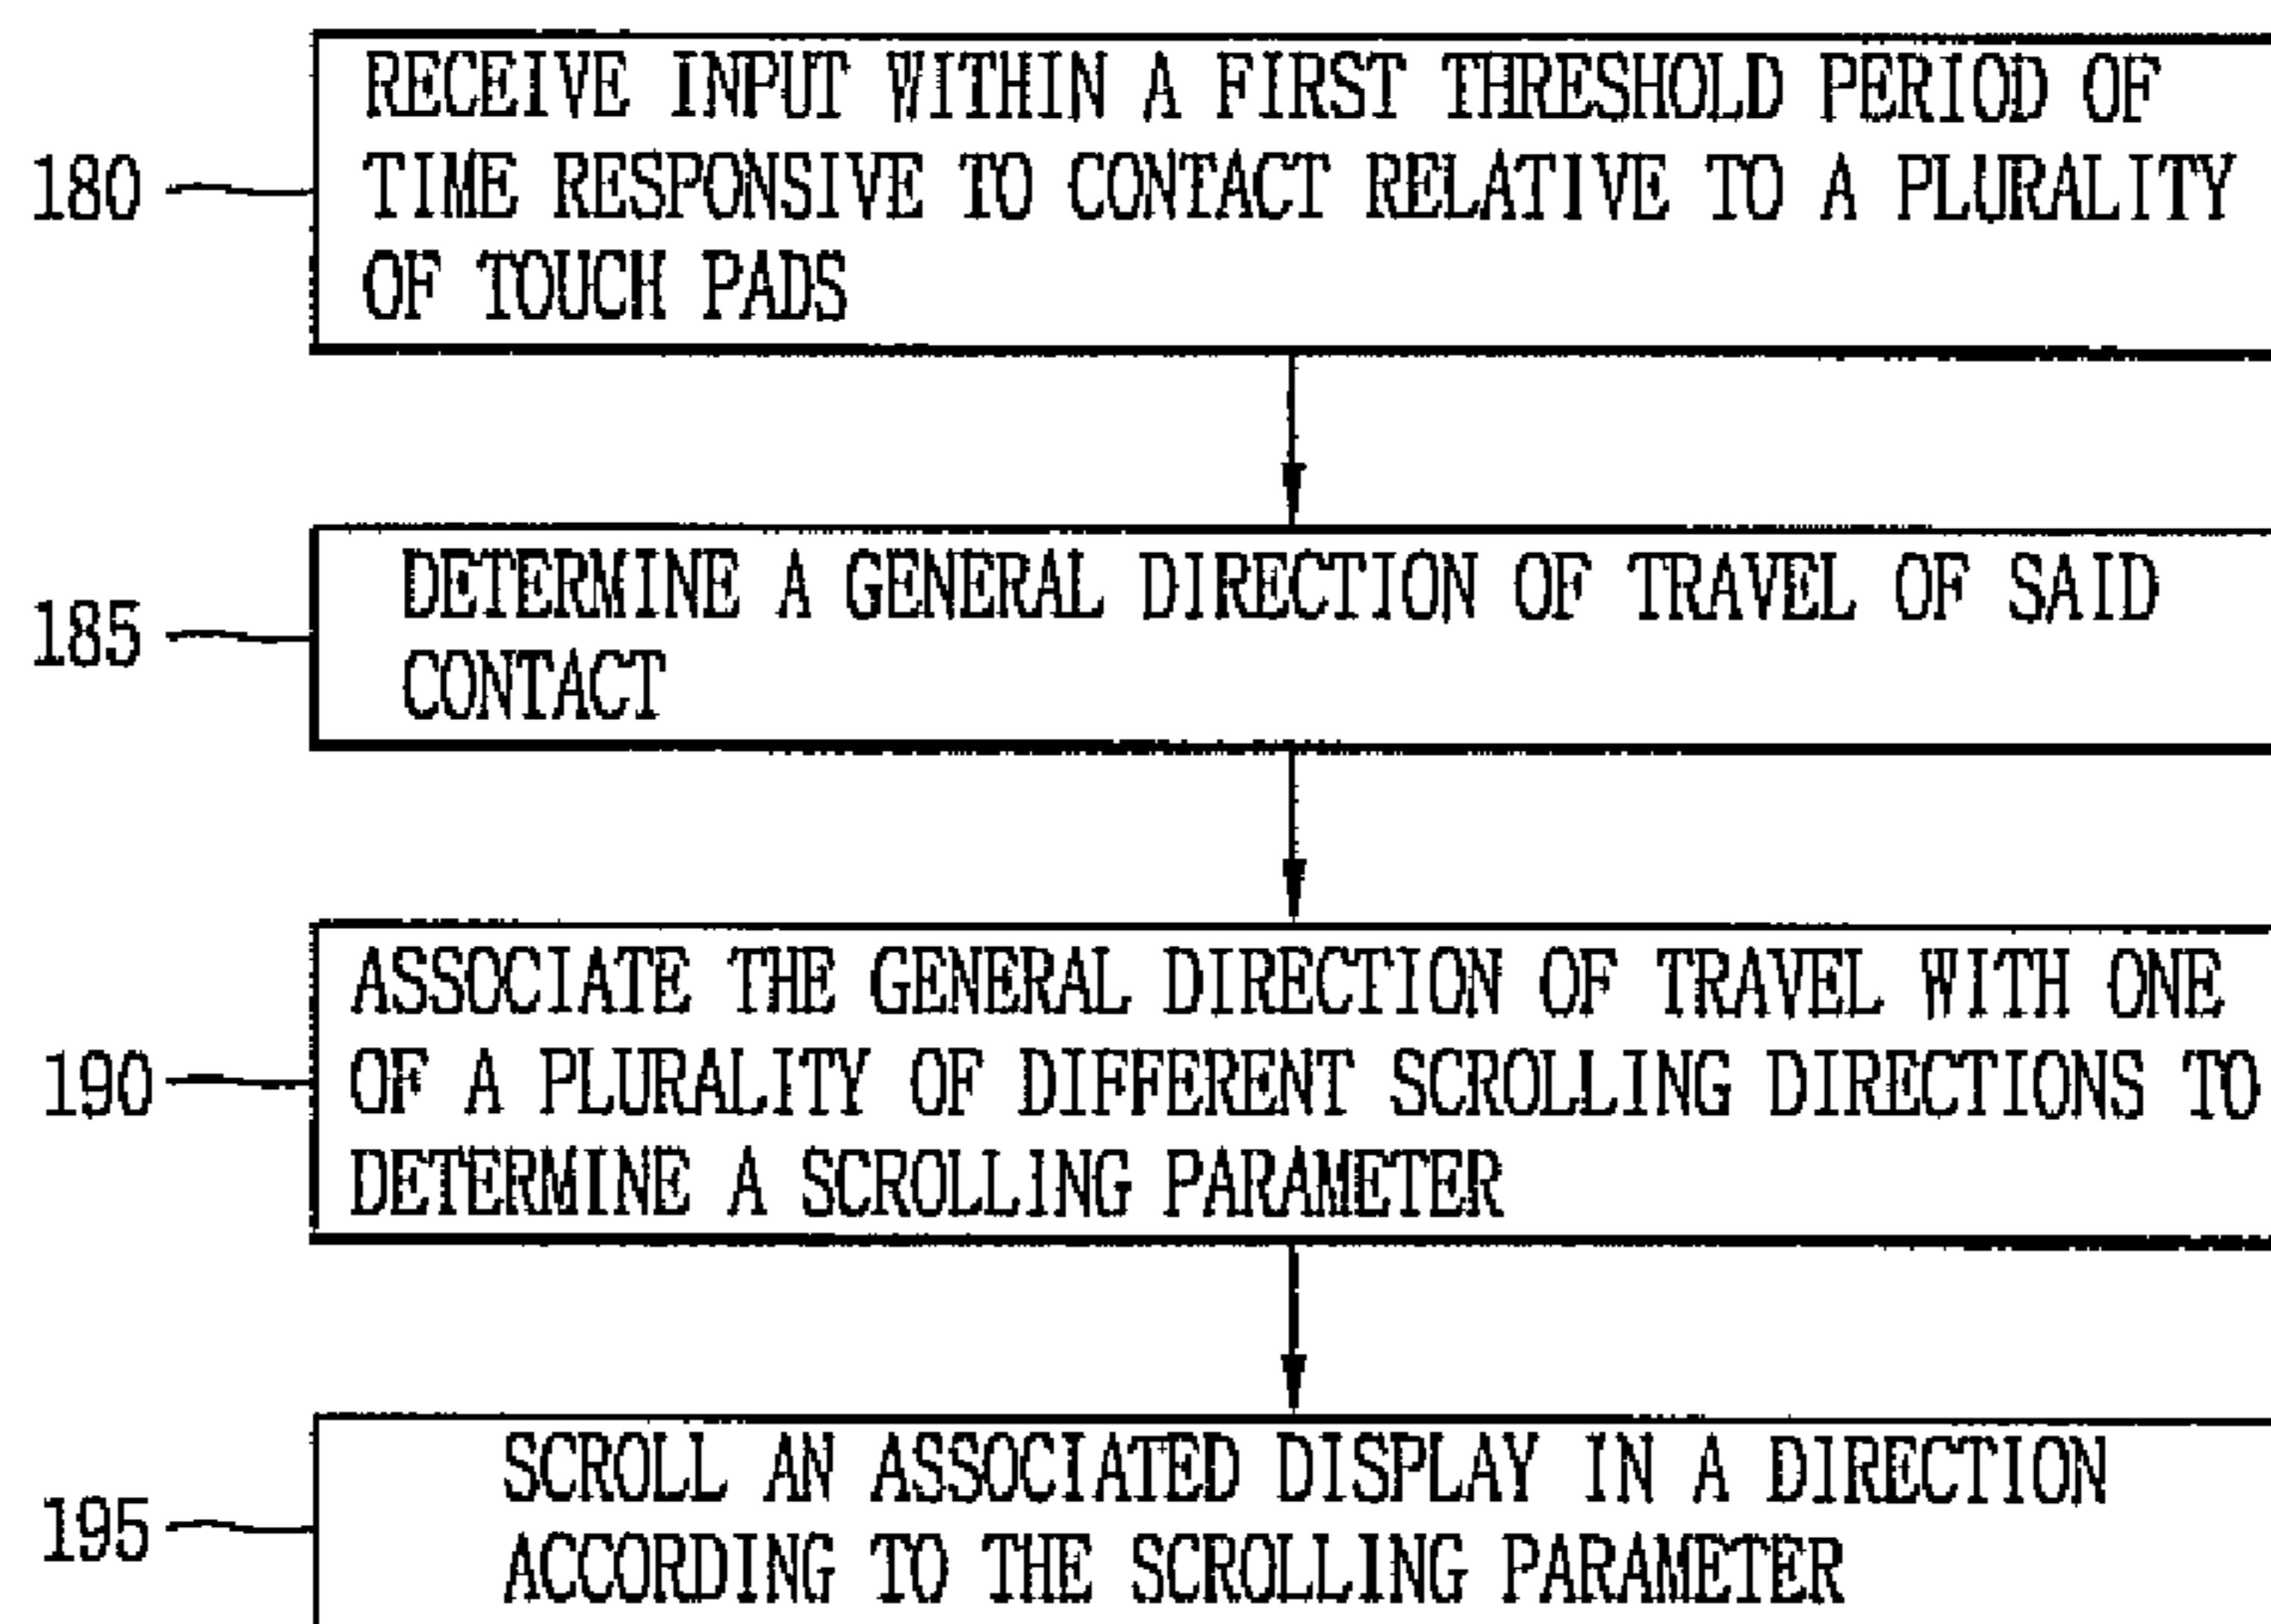 RECEIVE INPUT WITHIN A FIRST THRESHOLD PERIOD OF
180
TIME RESPONSIVE TO CONTACT RELATIVE TO A PLURALITY
OF TOUCH PADS
DETERMINE A GENERAL DIRECTION OF TRAVEL OF SAID
185
CONTACT
ASSOCIATE THE GENERAL DIRECTION OF TRAVEL WITH ONE
190
OF A PLURALITY OF DIFFERENT SCROLLING DIRECTIONS TO
DETERMINE A SCROLLING PARAMETER
SCROLL AN ASSOCIATED DISPLAY IN A DIRECTION
195
ACCORDING TO THE SCROLLING PARAMETER